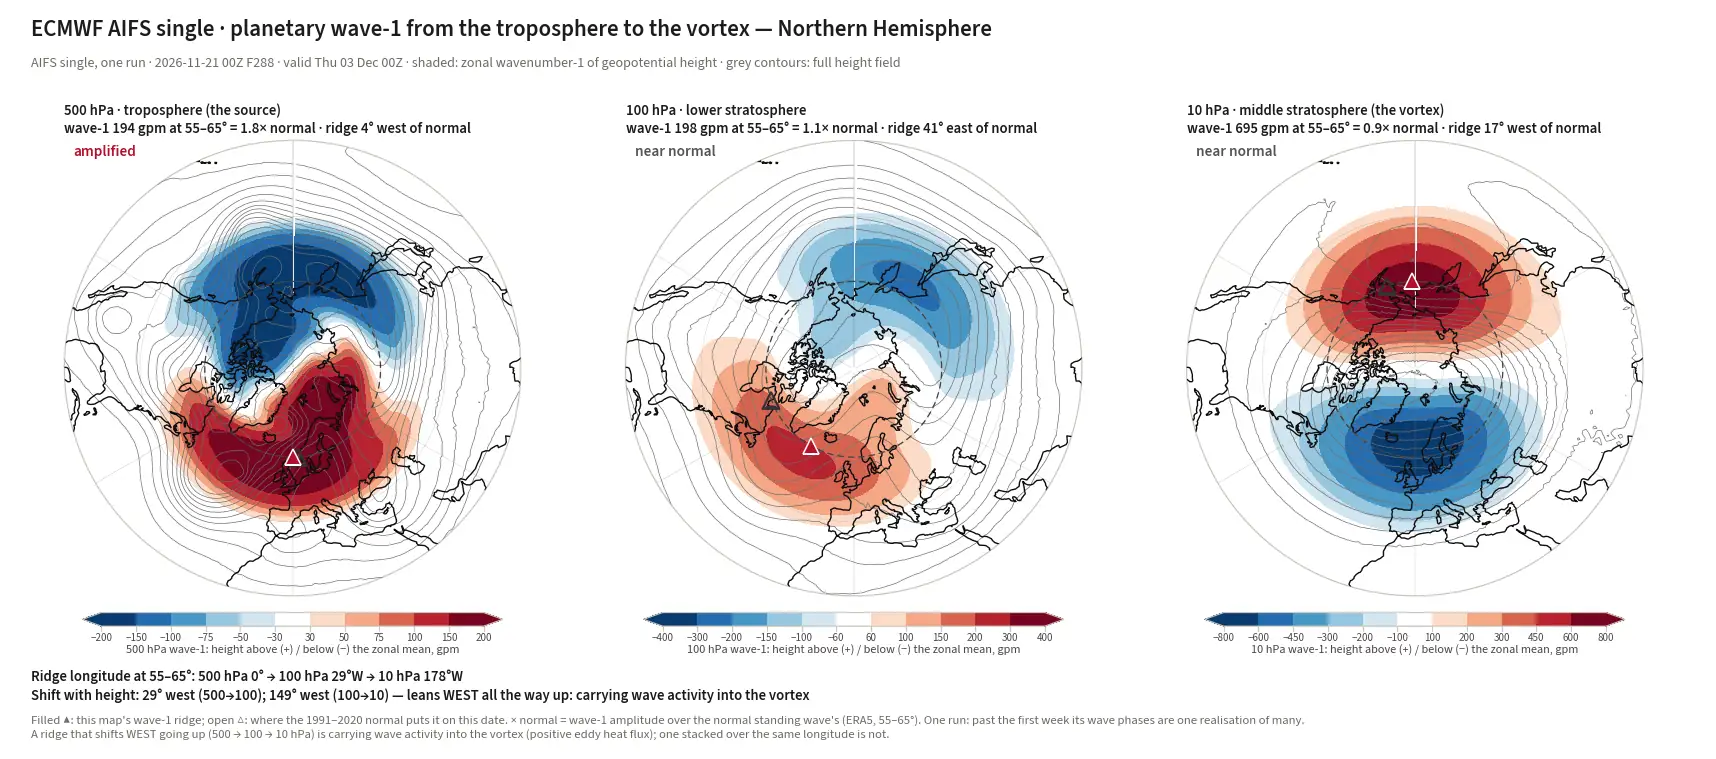 ECMWF AIFS single · planetary wave-1 from the troposphere to the vortex — Northern Hemisphere
AIFS single, one run · 2026-11-21 00Z F288 · valid Thu 03 Dec 00Z · shaded: zonal wavenumber-1 of geopotential height · grey contours: full height field
500 hPa · troposphere (the source)
wave-1 194 gpm at 55–65° = 1.8× normal · ridge 4° west of normal
amplified
100 hPa · lower stratosphere
wave-1 198 gpm at 55–65° = 1.1× normal · ridge 41° east of normal
near normal
10 hPa · middle stratosphere (the vortex)
wave-1 695 gpm at 55–65° = 0.9× normal · ridge 17° west of normal
near normal
−200 −150 −100 −75 −50 −30 30 50 75 100 150 200
500 hPa wave-1: height above (+) / below (−) the zonal mean, gpm
−400 −300 −200 −150 −100 −60 60 100 150 200 300 400
100 hPa wave-1: height above (+) / below (−) the zonal mean, gpm
−800 −600 −450 −300 −200 −100 100 200 300 450 600 800
10 hPa wave-1: height above (+) / below (−) the zonal mean, gpm
Ridge longitude at 55–65°: 500 hPa 0° → 100 hPa 29°W → 10 hPa 178°W
Shift with height: 29° west (500→100); 149° west (100→10) — leans WEST all the way up: carrying wave activity into the vortex
Filled ▲: this map's wave-1 ridge; open △: where the 1991–2020 normal puts it on this date. × normal = wave-1 amplitude over the normal standing wave's (ERA5, 55–65°). One run: past the first week its wave phases are one realisation of many.
A ridge that shifts WEST going up (500 → 100 → 10 hPa) is carrying wave activity into the vortex (positive eddy heat flux); one stacked over the same longitude is not.